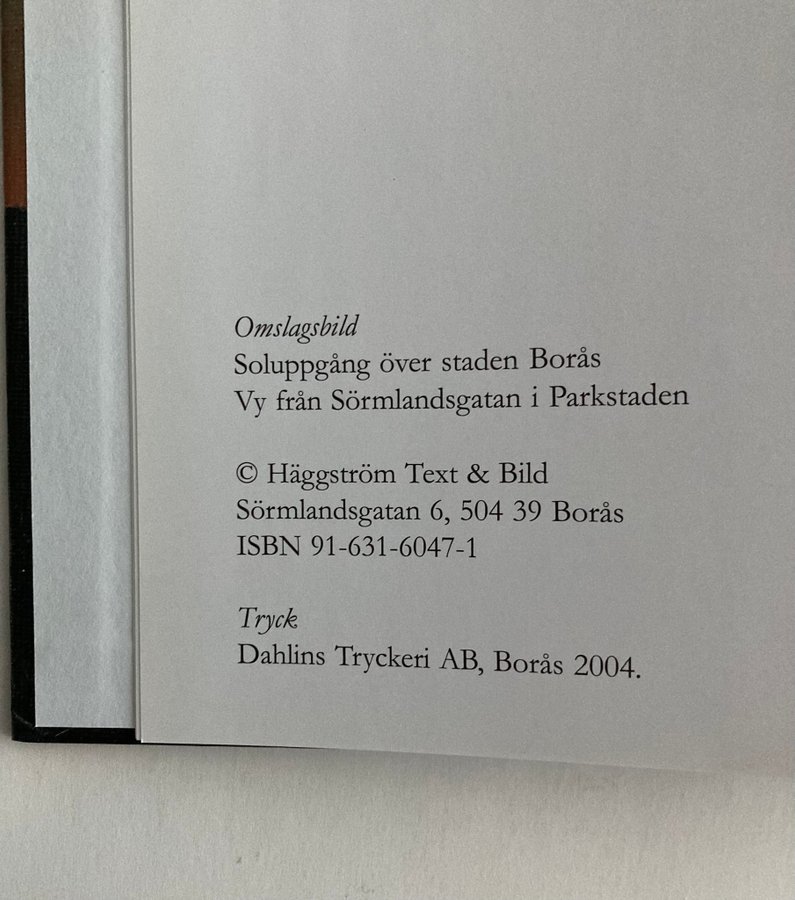 Omslagsbild
Soluppgång över staden Borås
Vy från Sörmlandsgatan i Parkstaden
© Häggström Text & Bild
Sörmlandsgatan 6, 504 39 Borås
ISBN 91-631-6047-1
Tryck
Dahlins Tryckeri AB, Borås 2004.